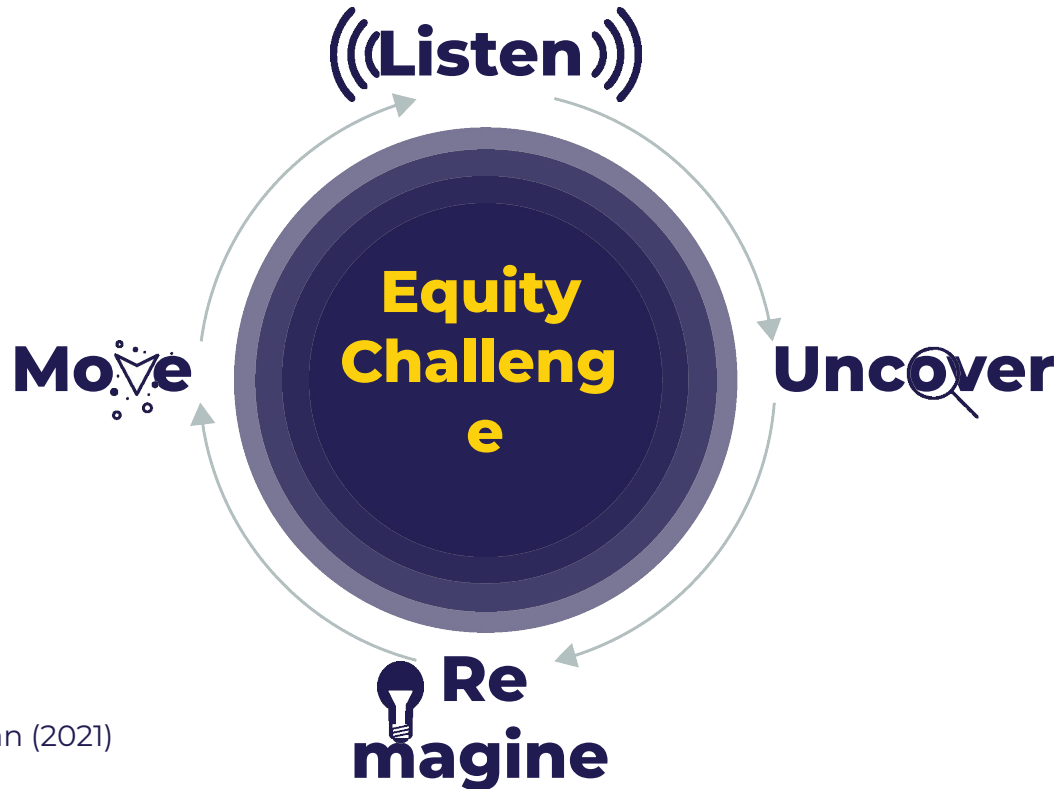 Listen
Equity
Challeng
e
Move
Uncover
Re
magine
n (2021)